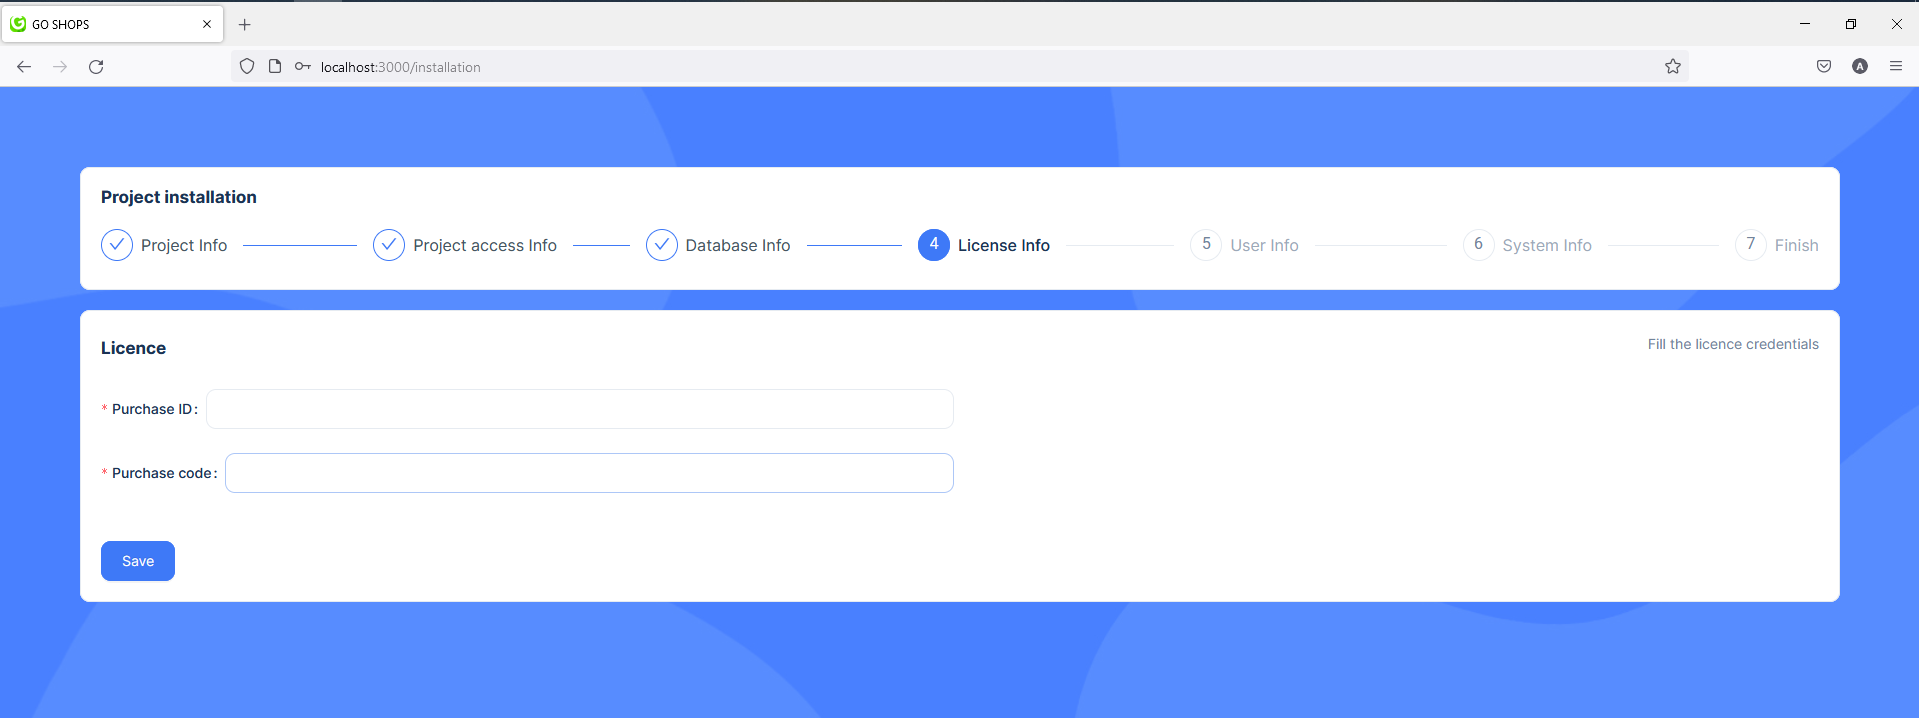 GO SHOPS
localhost:3000/installation
A
Project installation
Project Info
Project access Info
Database Info
4 License Info
5 User Info
6 System Info
7 Finish
Licence
Fill the licence credentials
* Purchase ID:
* Purchase code:
Save